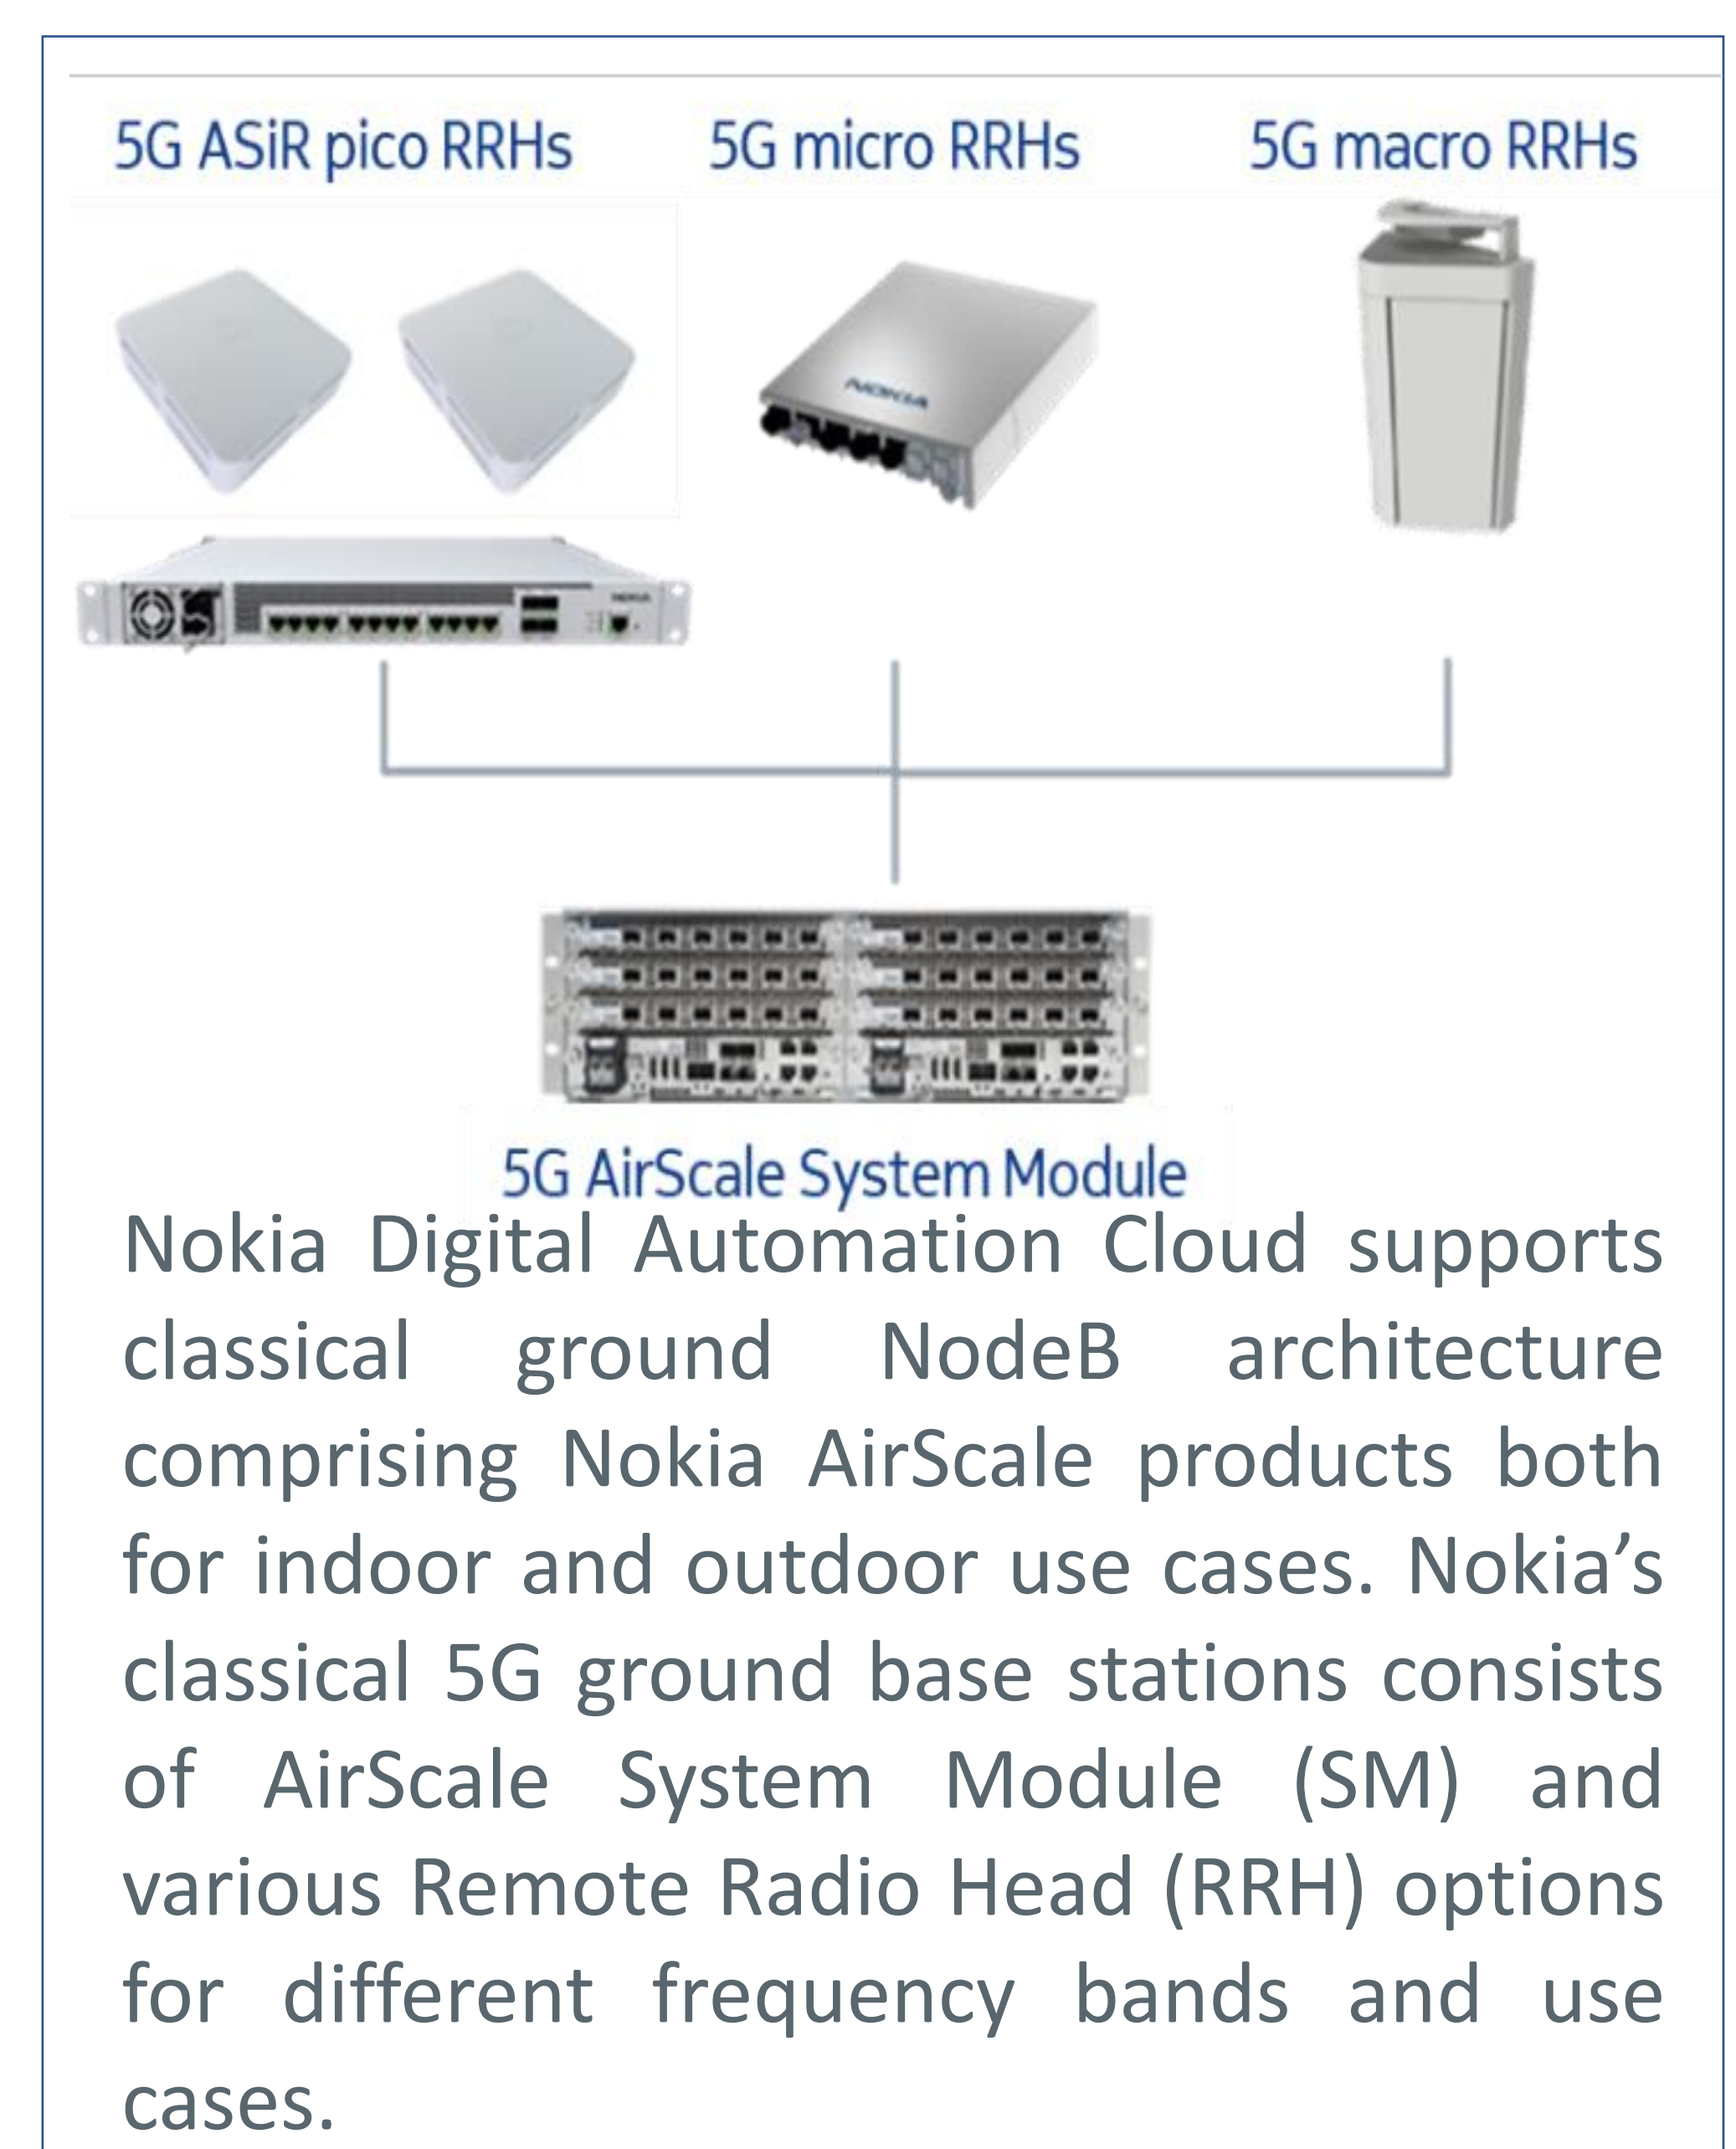 5G ASiR pico RRHs 5G micro RRHs 5G macro RRHs
NOKIA
NOKIA
5G AirScale System Module
Nokia Digital Automation Cloud supports
classical ground NodeB architecture
comprising Nokia AirScale products both
for indoor and outdoor use cases. Nokia’s
classical 5G ground base stations consists
of AirScale System Module (SM) and
various Remote Radio Head (RRH) options
for different frequency bands and use
cases.